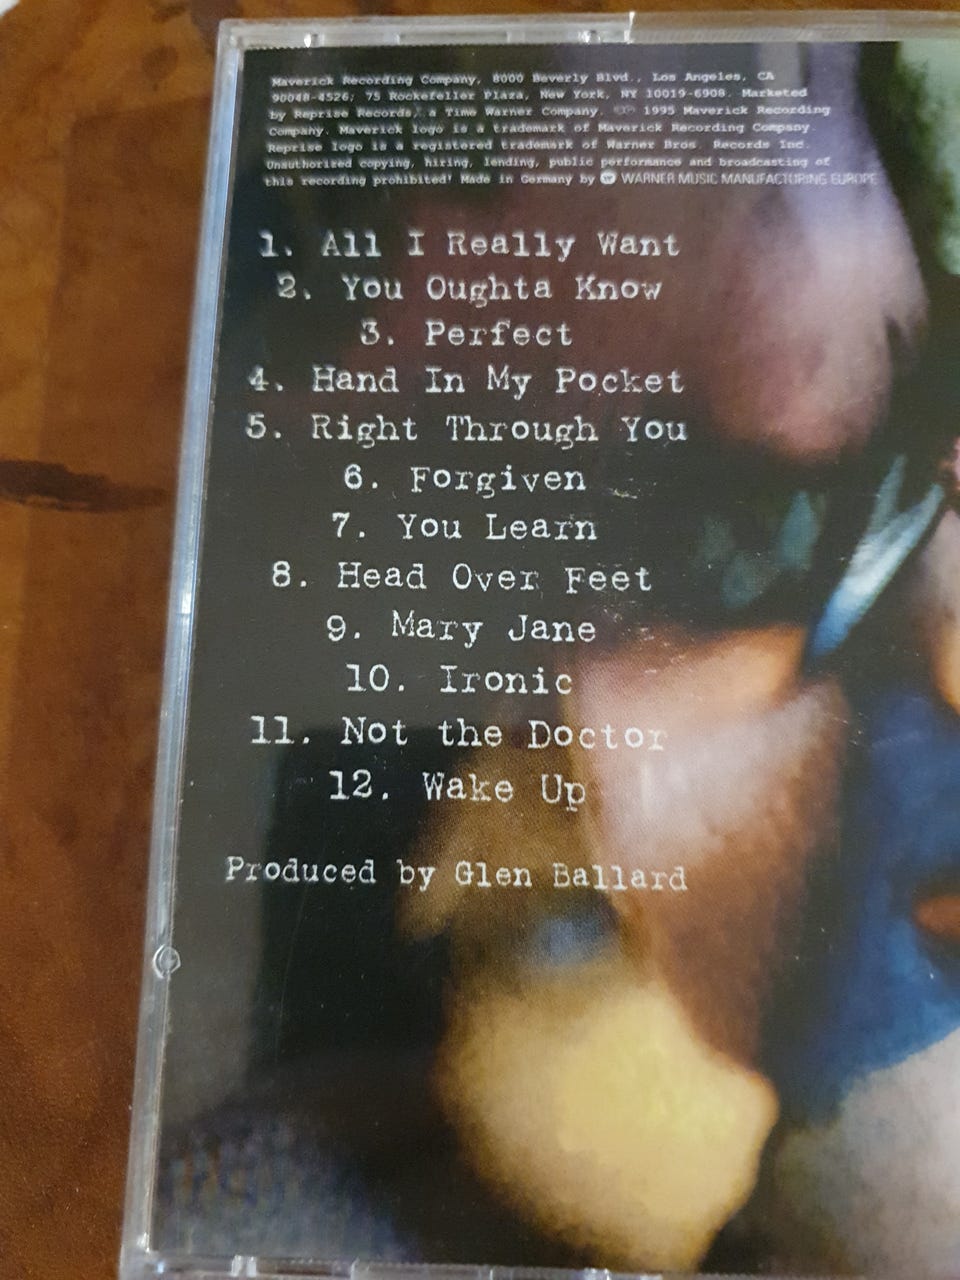 Maverick Recording Company, 8000 Beverly Blvd., Los Angeles, CA
90048-4526; 75 Rockefeller Plaza, New York, NY 10019-6908. Marketed
by Reprise Records, a Time Warner Company. ©℗ 1995 Maverick Recording
Company. Maverick logo is a trademark of Maverick Recording Company.
Reprise logo is a registered trademark of Warner Bros. Records Inc.
Unauthorized copying, hiring, lending, public performance and broadcasting of
this recording prohibited! Made in Germany by WARNER MUSIC MANUFACTURING EUROPE
1. All I Really Want
2. You Oughta Know
3. Perfect
4. Hand In My Pocket
5. Right Through You
6. Forgiven
7. You Learn
8. Head Over Feet
9. Mary Jane
10. Ironic
11. Not the Doctor
12. Wake Up
Produced by Glen Ballard